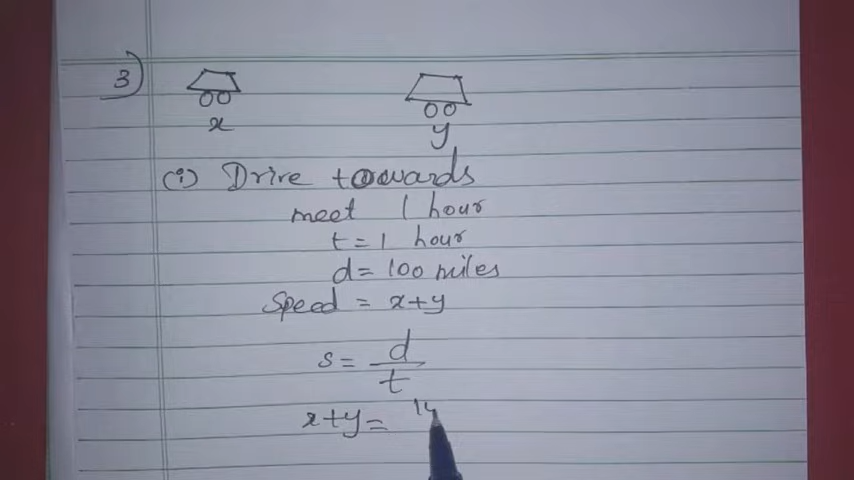 3)
x y
(i) Drive towards
meet 1 hour
t = 1 hour
d = 100 miles
Speed = x+y
s = d/t
x+y =